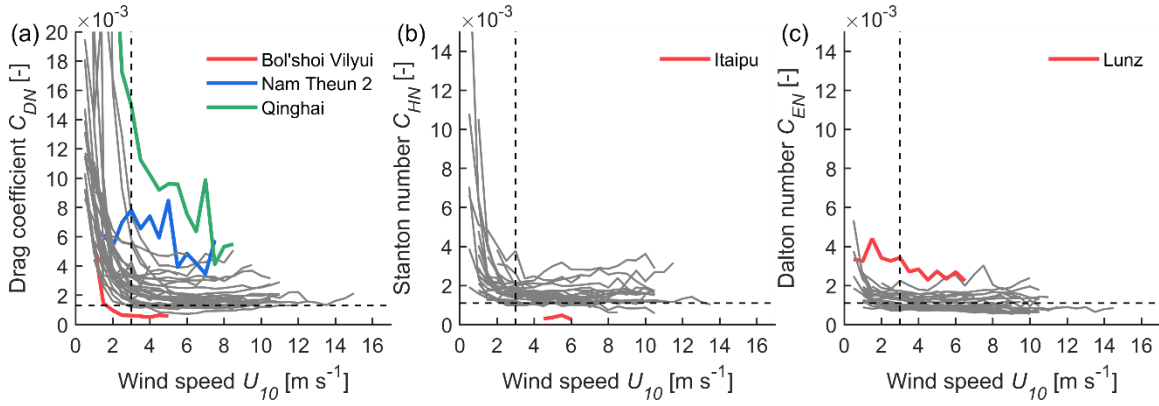 (a)
×10⁻³
20
18
16
14
12
10
8
6
4
2
0
Drag coefficient C_DN [-]
Bol'shoi Vilyui
Nam Theun 2
Qinghai
0 2 4 6 8 10 12 14 16
Wind speed U_10 [m s⁻¹]
(b)
×10⁻³
14
12
10
8
6
4
2
0
Stanton number C_HN [-]
Itaipu
0 2 4 6 8 10 12 14 16
Wind speed U_10 [m s⁻¹]
(c)
×10⁻³
14
12
10
8
6
4
2
0
Dalton number C_EN [-]
Lunz
0 2 4 6 8 10 12 14 16
Wind speed U_10 [m s⁻¹]